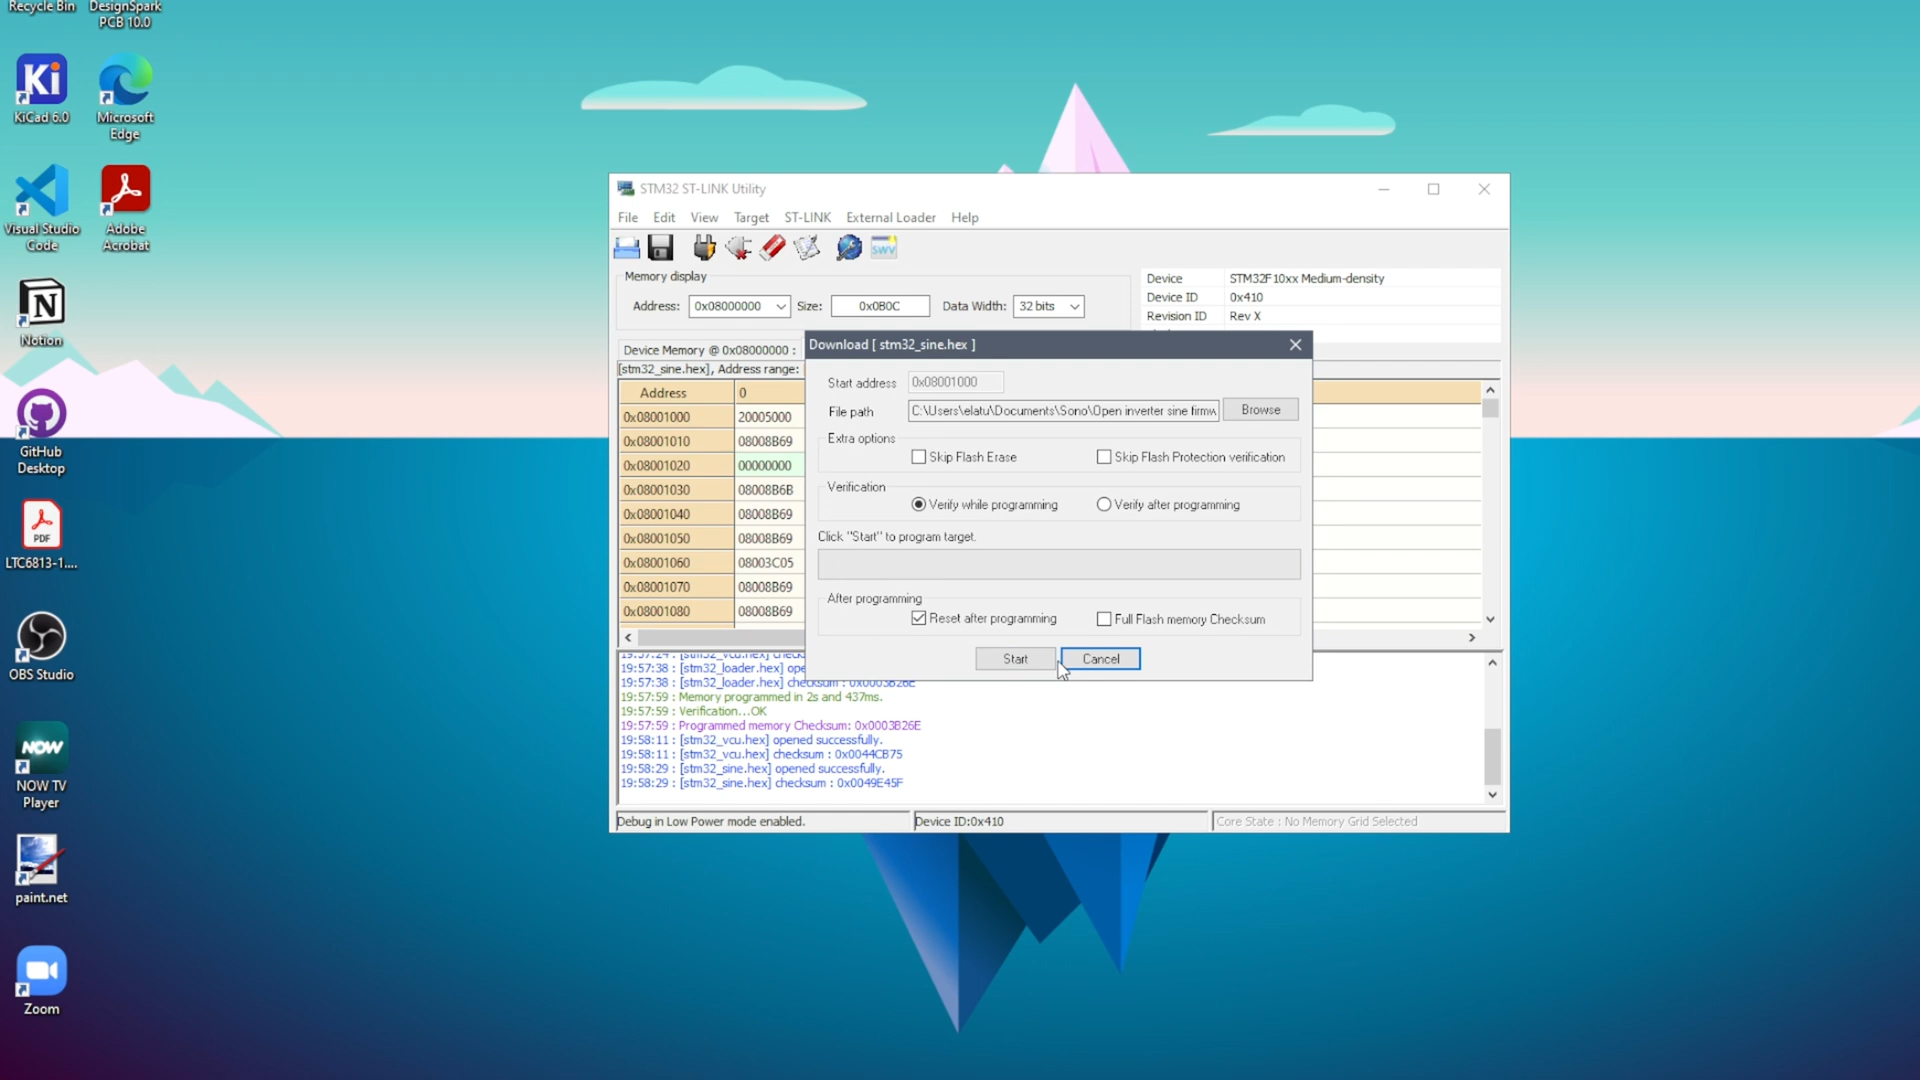 Recycle Bin
DesignSpark
PCB 10.0
KiCad 6.0
Microsoft
Edge
Visual Studio
Code
Adobe
Acrobat
Notion
GitHub
Desktop
PDF
LTC6813-1....
OBS Studio
NOW
NOW TV
Player
paint.net
Zoom
STM32 ST-LINK Utility
File Edit View Target ST-LINK External Loader Help
SWV
Memory display
Address: 0x08000000 Size: 0x0B0C Data Width: 32 bits
Device STM32F10xx Medium-density
Device ID 0x410
Revision ID Rev X
Device Memory @ 0x08000000 :
[stm32_sine.hex], Address range:
Address 0
0x08001000 20005000
0x08001010 08008B69
0x08001020 00000000
0x08001030 08008B6B
0x08001040 08008B69
0x08001050 08008B69
0x08001060 08003C05
0x08001070 08008B69
0x08001080 08008B69
Download [ stm32_sine.hex ]
Start address 0x08001000
File path C:\Users\elatu\Documents\Sono\Open inverter sine firmw Browse
Extra options
Skip Flash Erase Skip Flash Protection verification
Verification
Verify while programming Verify after programming
Click "Start" to program target.
After programming
Reset after programming Full Flash memory Checksum
Start Cancel
19:57:24 : [stm32_vcu.hex] check
19:57:38 : [stm32_loader.hex] ope
19:57:38 : [stm32_loader.hex] checksum : 0x0003B26E
19:57:59 : Memory programmed in 2s and 437ms.
19:57:59 : Verification...OK
19:57:59 : Programmed memory Checksum: 0x0003B26E
19:58:11 : [stm32_vcu.hex] opened successfully.
19:58:11 : [stm32_vcu.hex] checksum : 0x0044CB75
19:58:29 : [stm32_sine.hex] opened successfully.
19:58:29 : [stm32_sine.hex] checksum : 0x0049E45F
Debug in Low Power mode enabled. Device ID:0x410 Core State : No Memory Grid Selected